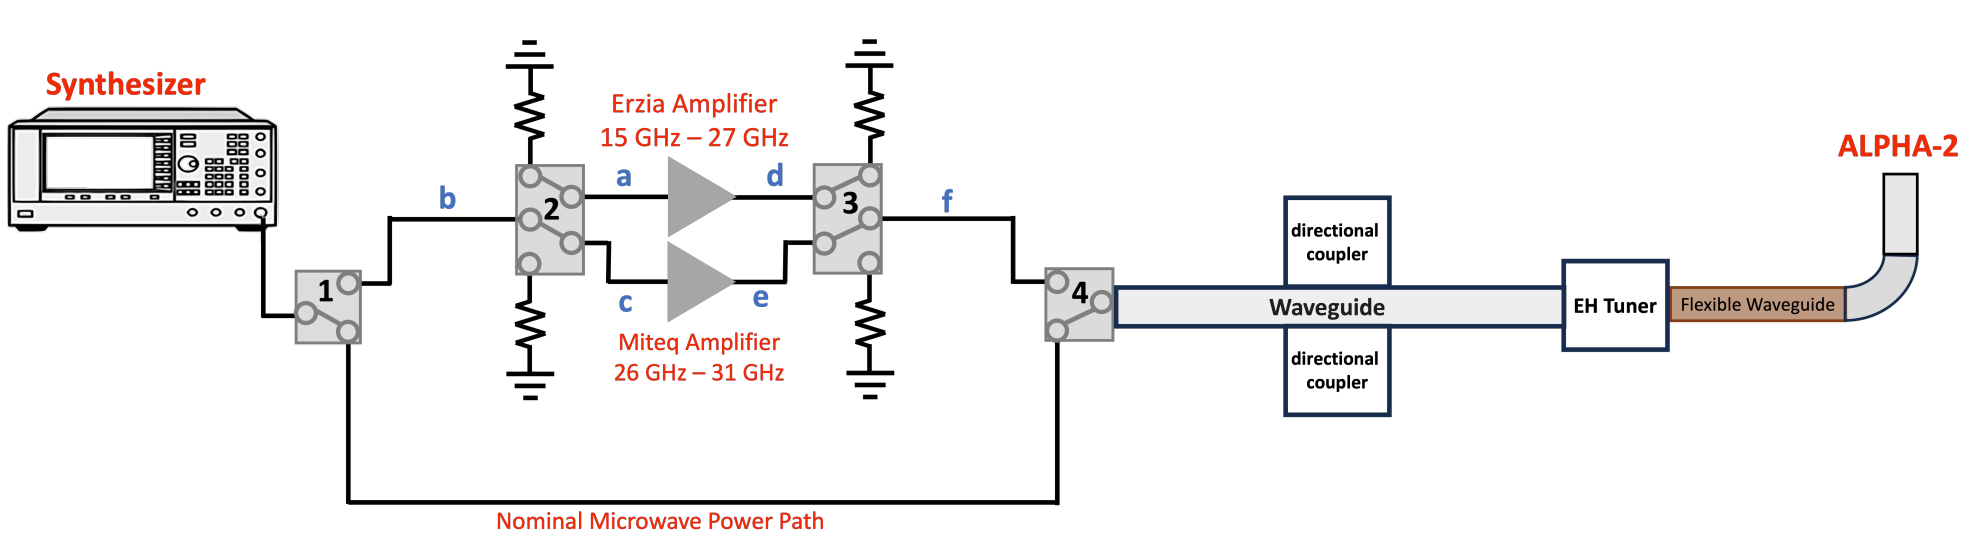 Synthesizer
Erzia Amplifier
15 GHz – 27 GHz
ALPHA-2
a
d
b
2
3
f
directional
coupler
1
4
c
e
Waveguide
EH Tuner
Flexible Waveguide
Miteq Amplifier
26 GHz – 31 GHz
directional
coupler
Nominal Microwave Power Path